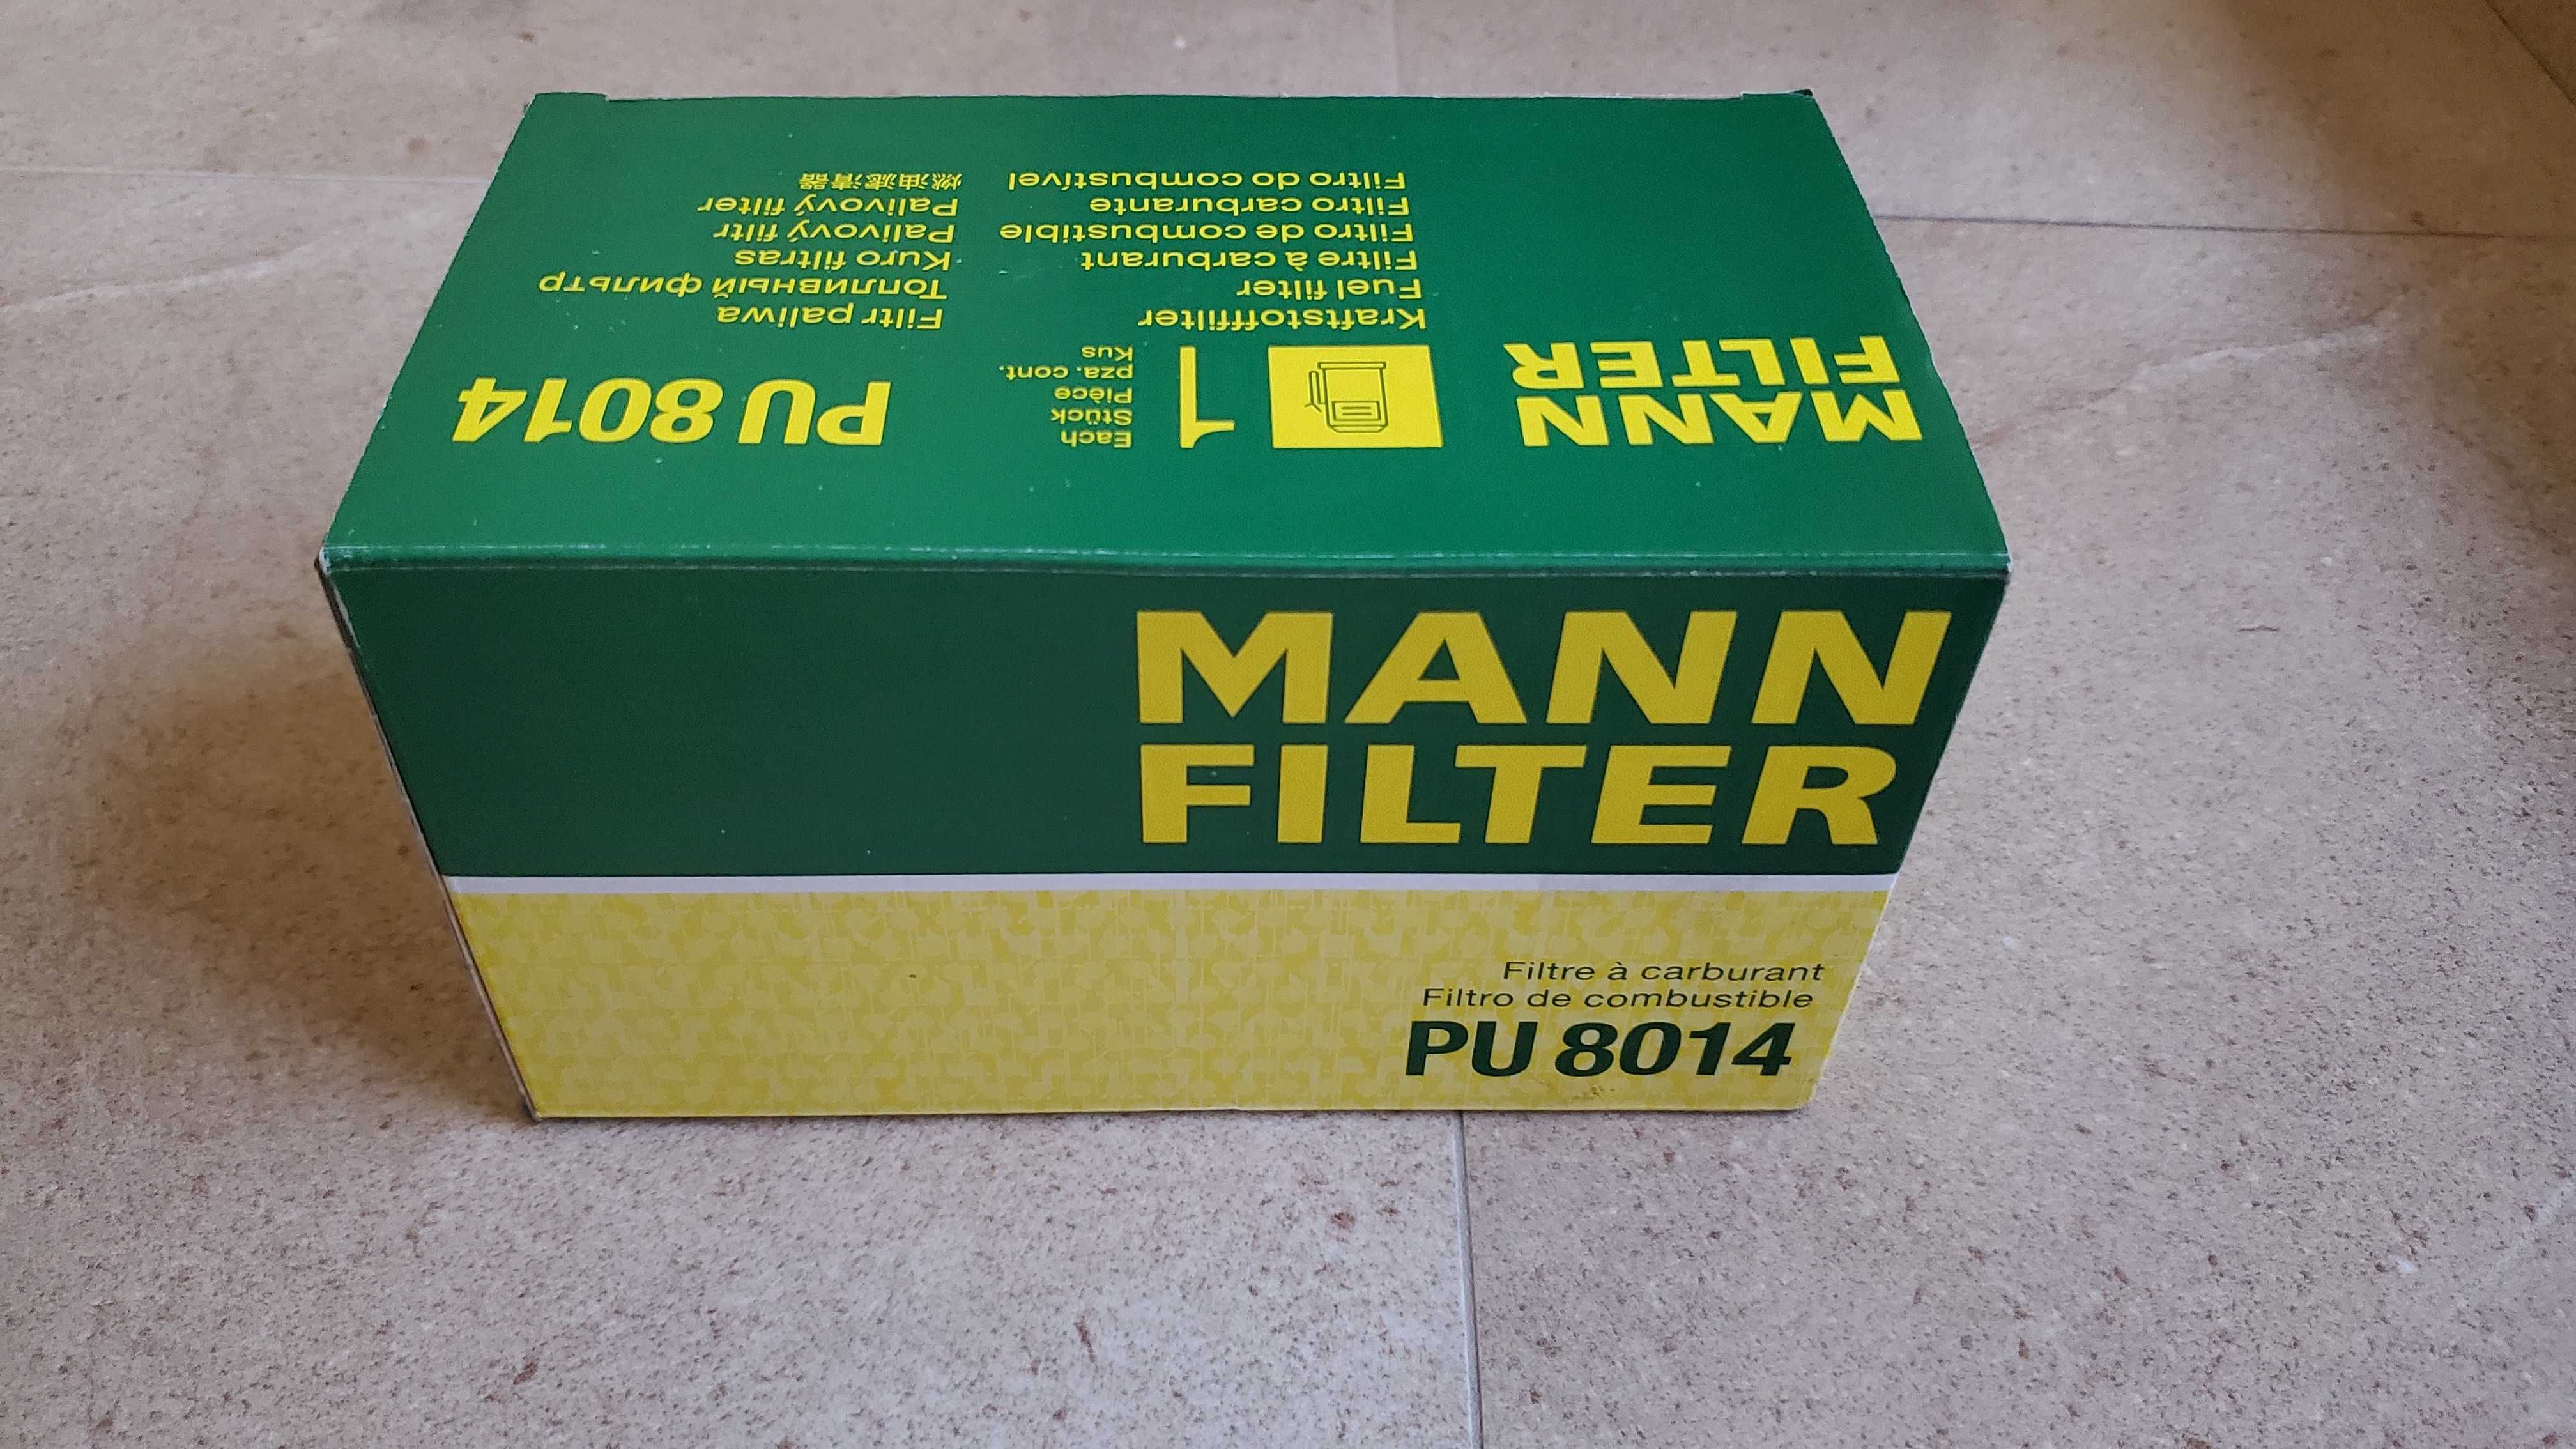 MANN
FILTER
1
Each
Stück
Pièce
pza. cont.
Kus
PU 8014
Kraftstofffilter
Fuel filter
Filtre à carburant
Filtro de combustible
Filtro carburante
Filtro do combustível
Filtr paliwa
Топливный фильтр
Kuro filtras
Palivový filtr
Palivový filter
燃油滤清器
MANN
FILTER
Filtre à carburant
Filtro de combustible
PU 8014